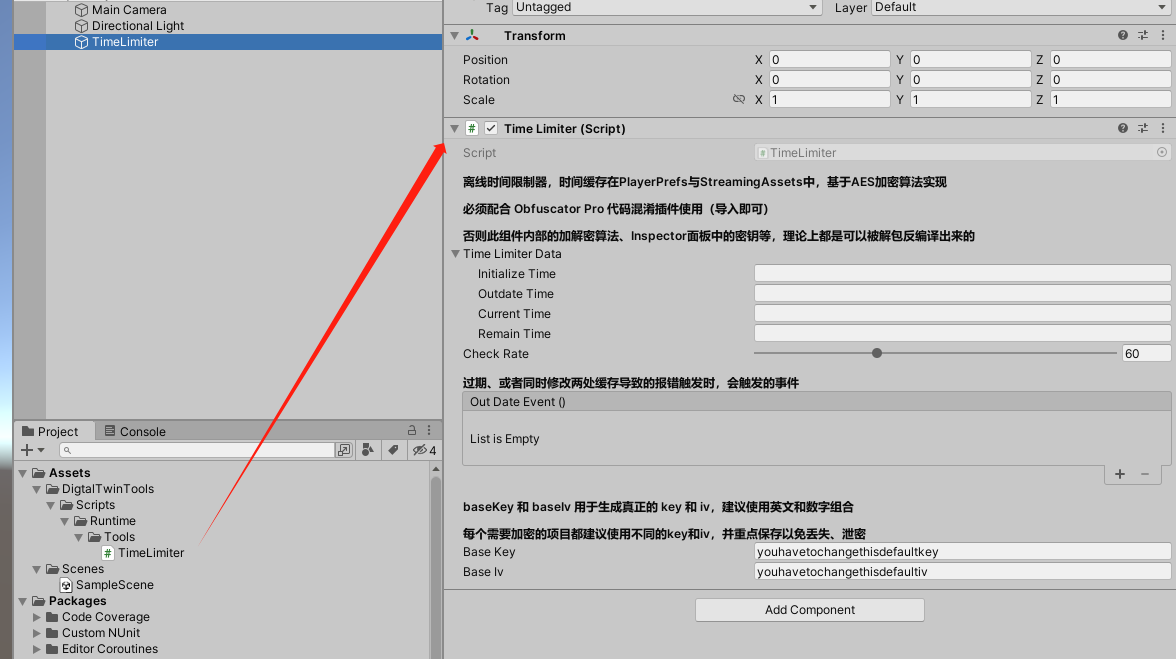 Main Camera
Directional Light
TimeLimiter
Tag Untagged Layer Default
Transform
Position X 0 Y 0 Z 0
Rotation X 0 Y 0 Z 0
Scale X 1 Y 1 Z 1
# Time Limiter (Script)
Script # TimeLimiter
离线时间限制器，时间缓存在PlayerPrefs与StreamingAssets中，基于AES加密算法实现
必须配合 Obfuscator Pro 代码混淆插件使用（导入即可）
否则此组件内部的加解密算法、Inspector面板中的密钥等，理论上都是可以被解包反编译出来的
Time Limiter Data
Initialize Time
Outdate Time
Current Time
Remain Time
Check Rate 60
过期、或者同时修改两处缓存导致的报错触发时，会触发的事件
Out Date Event ()
List is Empty
+ −
baseKey 和 baseIv 用于生成真正的 key 和 iv，建议使用英文和数字组合
每个需要加密的项目都建议使用不同的key和iv，并重点保存以免丢失、泄密
Base Key youhavetochangethisdefaultkey
Base Iv youhavetochangethisdefaultiv
Add Component
Project Console
+ 4
Assets
DigtalTwinTools
Scripts
Runtime
Tools
# TimeLimiter
Scenes
SampleScene
Packages
Code Coverage
Custom NUnit
Editor Coroutines